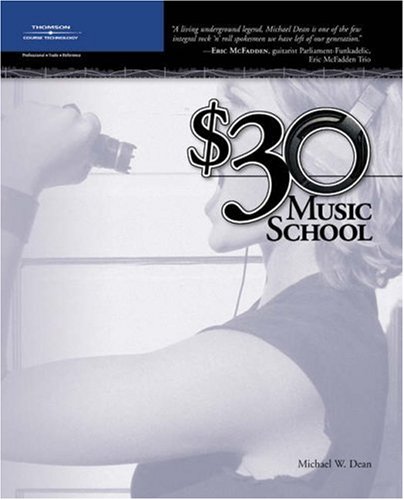 THOMSON
COURSE TECHNOLOGY
Professional • Trade • Reference
"A living underground legend, Michael Dean is one of the few
integral rock 'n' roll spokesmen we have left of our generation."
—Eric McFadden, guitarist Parliament-Funkadelic,
Eric McFadden Trio
$30
MUSIC
SCHOOL
Michael W. Dean